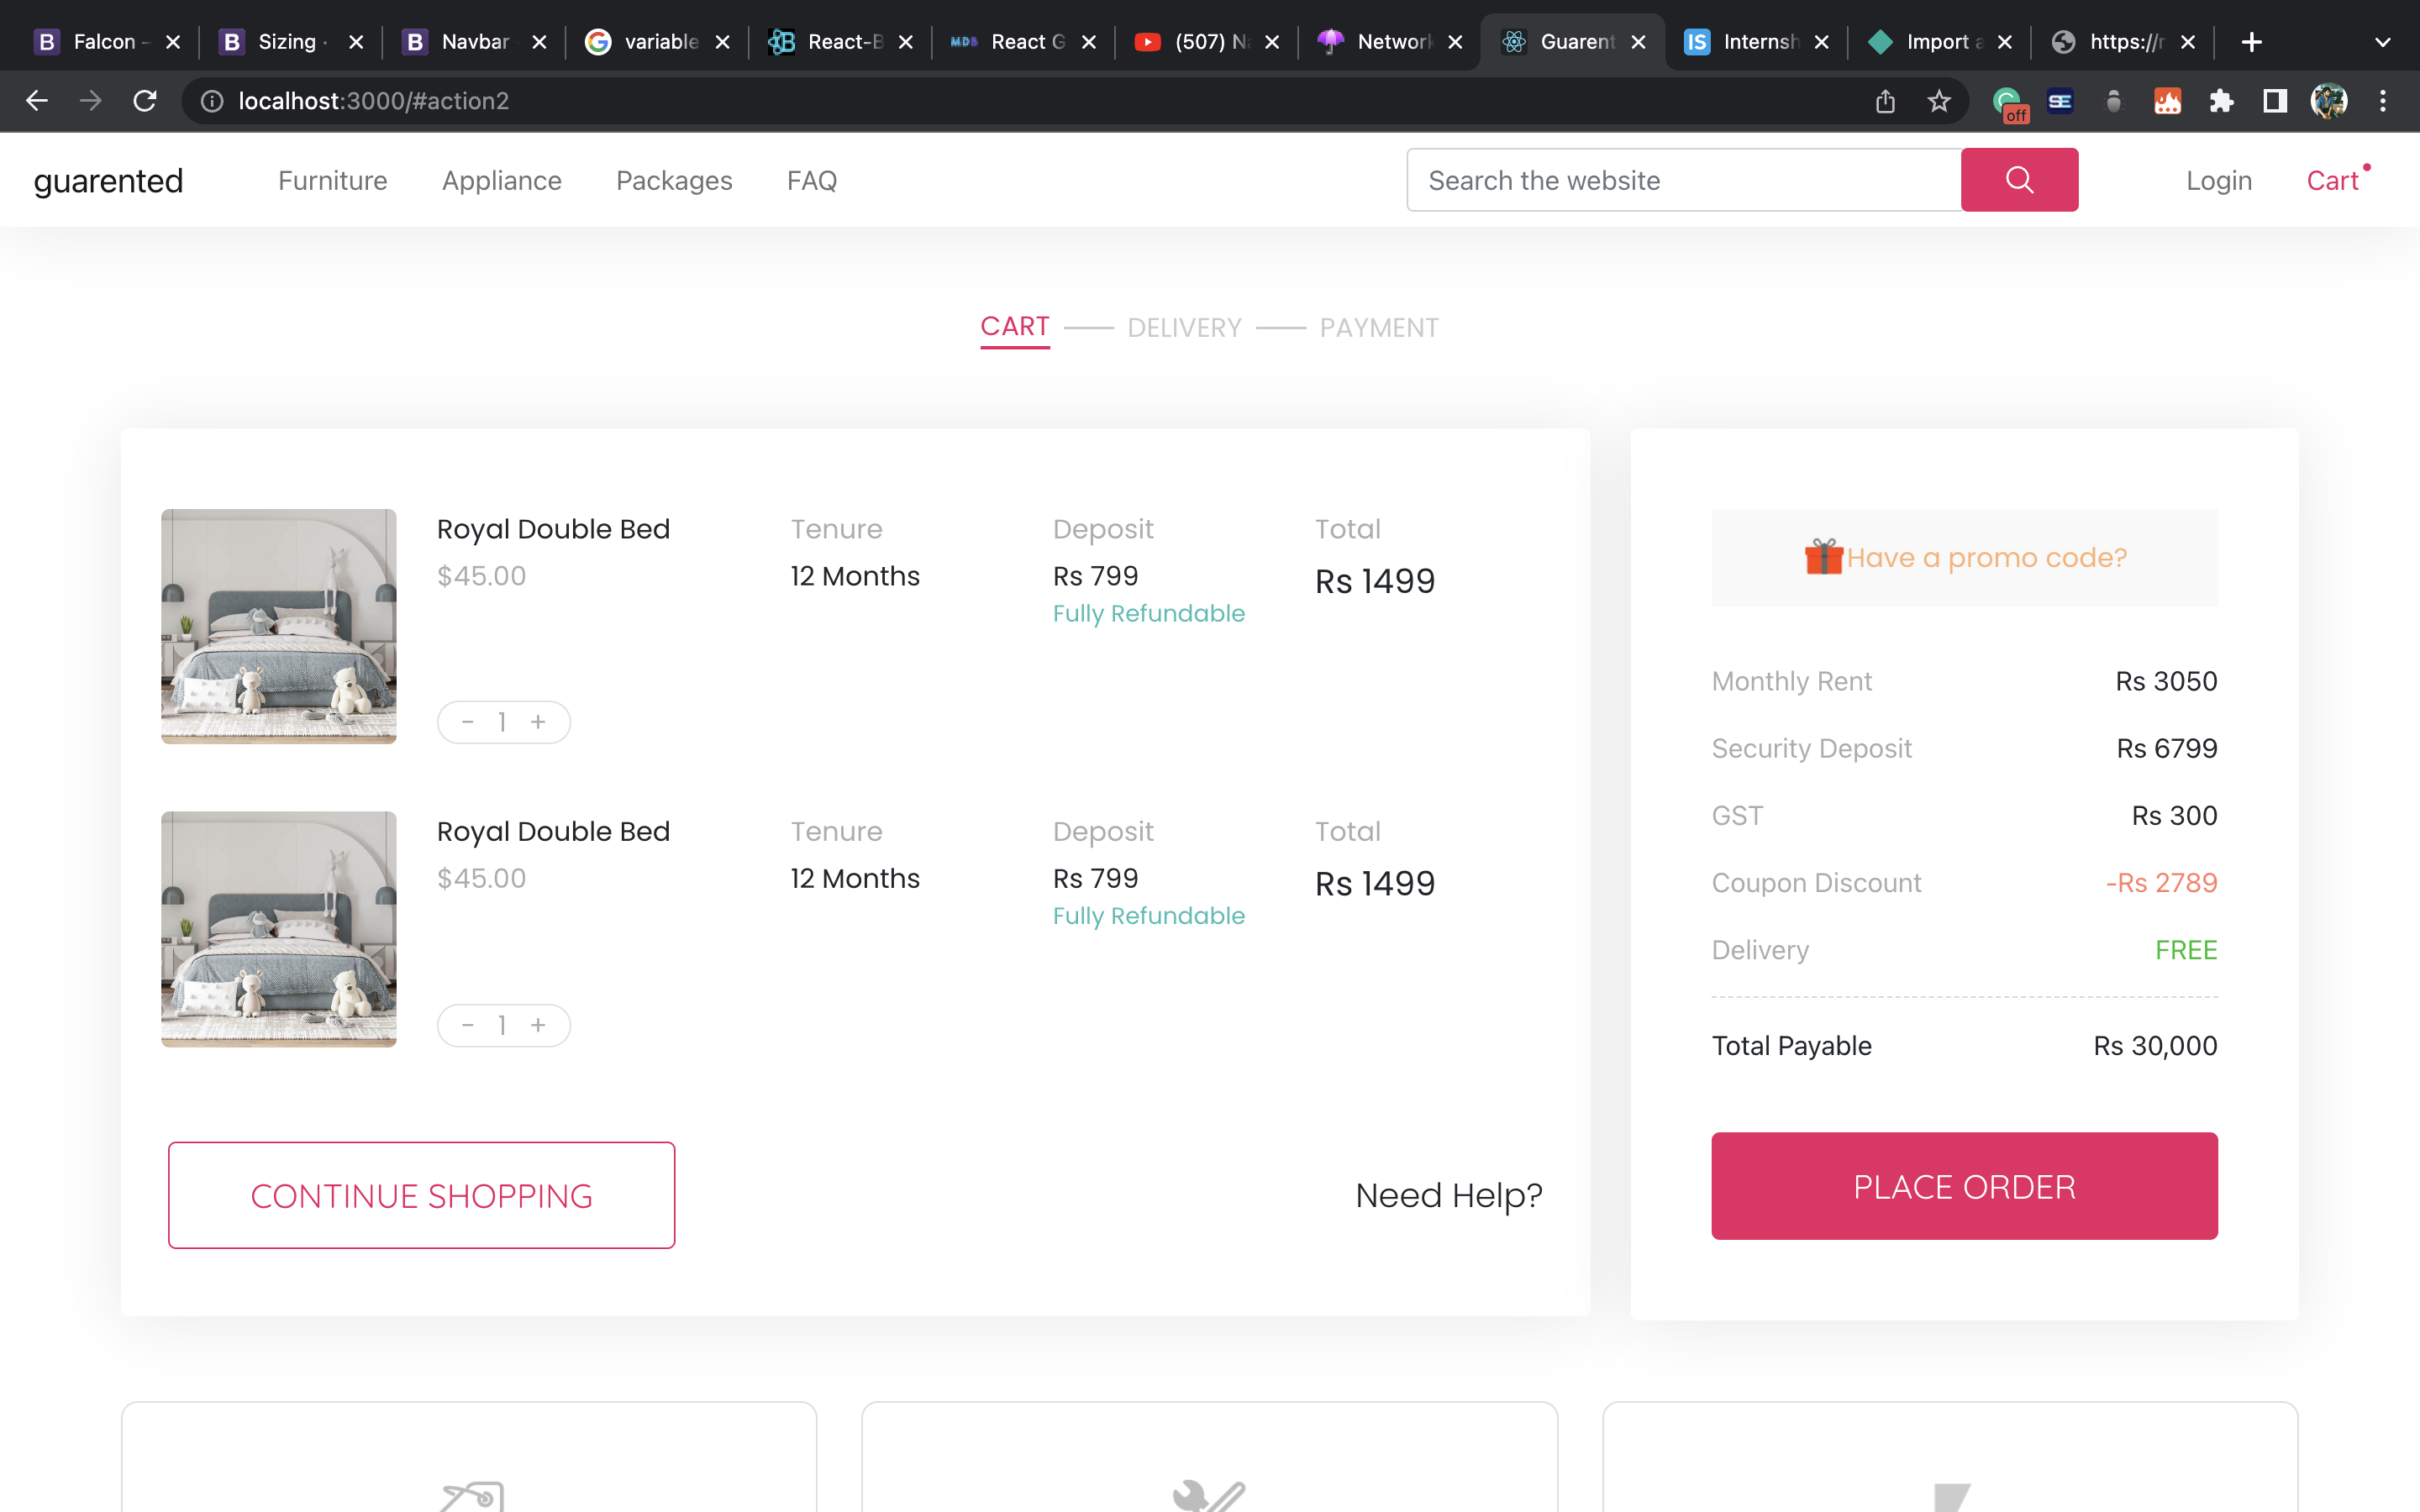 Falcon
Sizing ·
Navbar
variable
React-B
React G
(507) N
Network
Guarent
Internsh
Import a
https://r
localhost:3000/#action2
off
guarented
Furniture
Appliance
Packages
FAQ
Search the website
Login
Cart
CART
DELIVERY
PAYMENT
Royal Double Bed
Tenure
Deposit
Total
$45.00
12 Months
Rs 799
Rs 1499
Fully Refundable
- 1 +
Royal Double Bed
Tenure
Deposit
Total
$45.00
12 Months
Rs 799
Rs 1499
Fully Refundable
- 1 +
CONTINUE SHOPPING
Need Help?
Have a promo code?
Monthly Rent Rs 3050
Security Deposit Rs 6799
GST Rs 300
Coupon Discount -Rs 2789
Delivery FREE
Total Payable Rs 30,000
PLACE ORDER